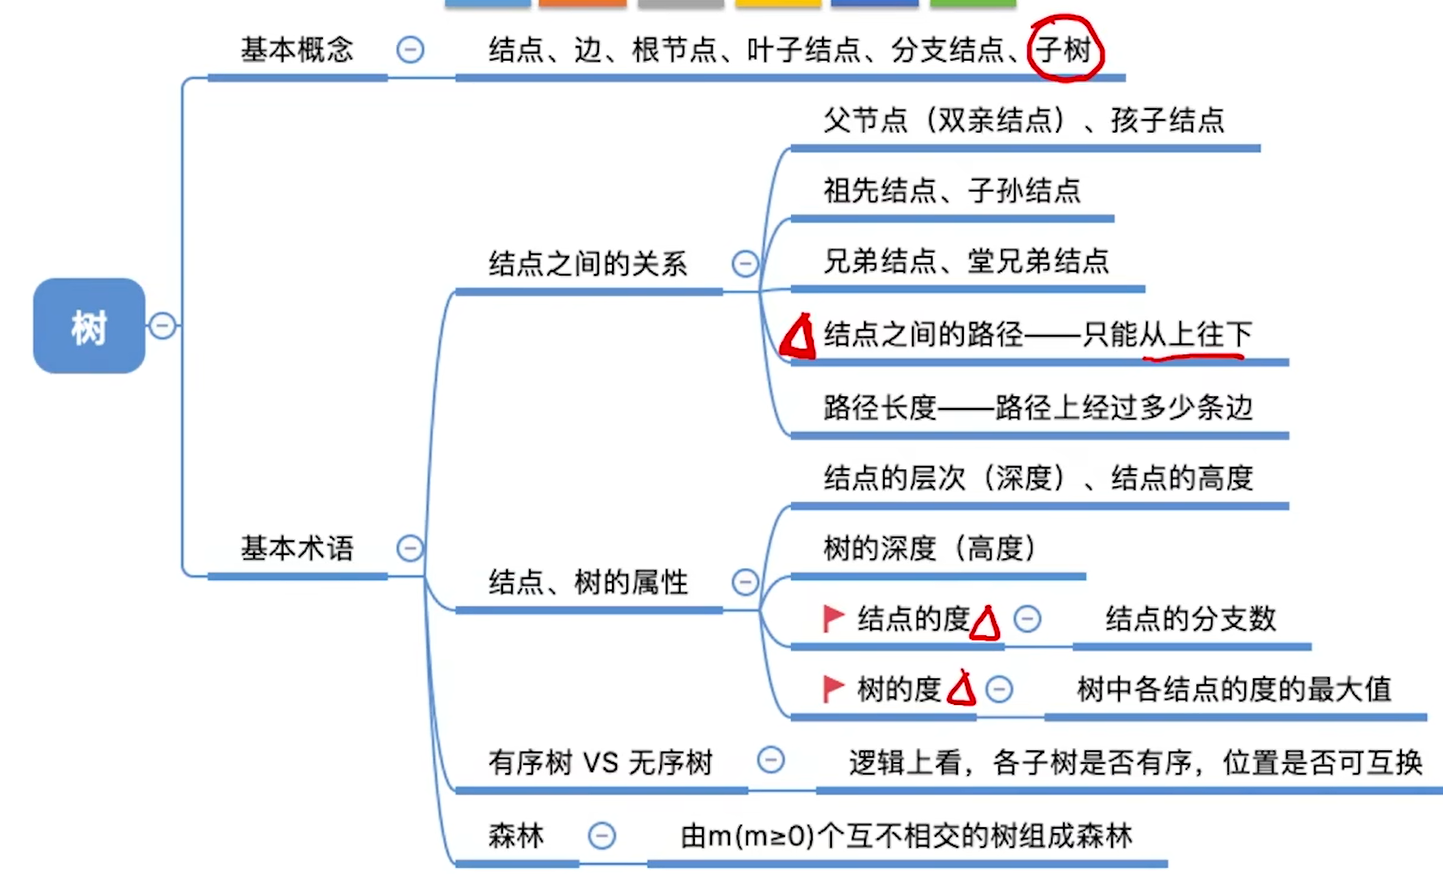 基本概念
结点、边、根节点、叶子结点、分支结点、子树
父节点（双亲结点）、孩子结点
祖先结点、子孙结点
结点之间的关系
兄弟结点、堂兄弟结点
树
结点之间的路径——只能从上往下
路径长度——路径上经过多少条边
结点的层次（深度）、结点的高度
基本术语
树的深度（高度）
结点、树的属性
结点的度
结点的分支数
树的度
树中各结点的度的最大值
有序树 VS 无序树
逻辑上看，各子树是否有序，位置是否可互换
森林
由m(m≥0)个互不相交的树组成森林